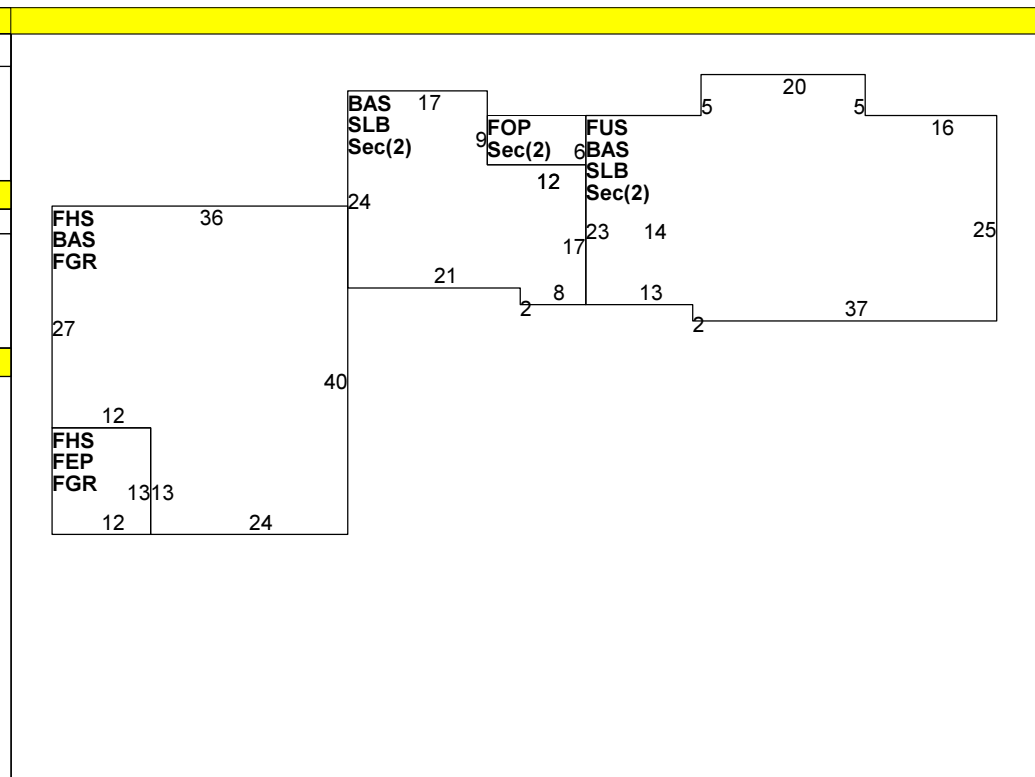 20
5 5
BAS 17
SLB
Sec(2)
9
FOP
Sec(2) 6
12
FUS
BAS
SLB
Sec(2)
16
24
36
FHS
BAS
FGR
17 23 14
25
21
8
2
13
37
2
27
40
12
FHS
FEP
FGR
13 13
12
24